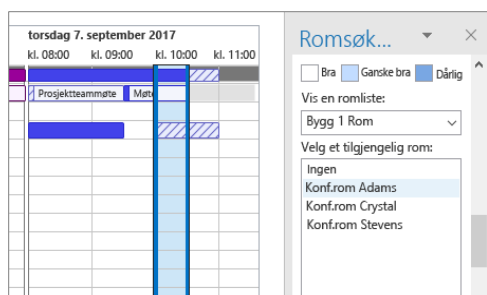 torsdag 7. september 2017
kl. 08:00 kl. 09:00 kl. 10:00 kl. 11:00
Prosjektteammøte Møte
Romsøk...
Bra Ganske bra Dårlig
Vis en romliste:
Bygg 1 Rom
Velg et tilgjengelig rom:
Ingen
Konf.rom Adams
Konf.rom Crystal
Konf.rom Stevens